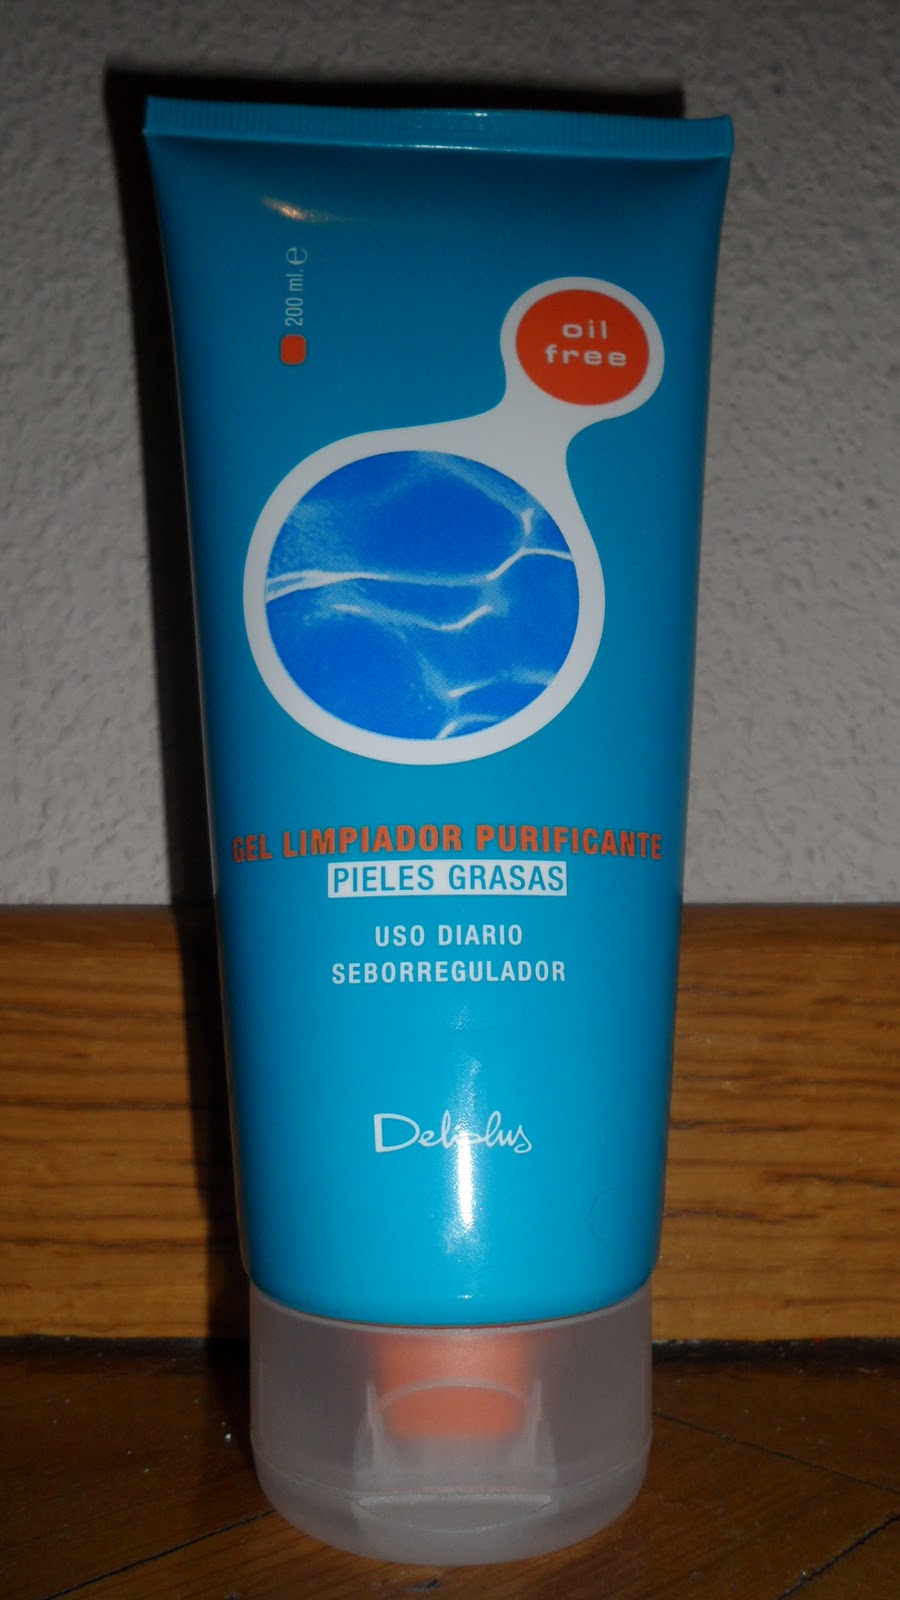 200 ml. ℮
oil
free
GEL LIMPIADOR PURIFICANTE
PIELES GRASAS
USO DIARIO
SEBORREGULADOR
Deliplus